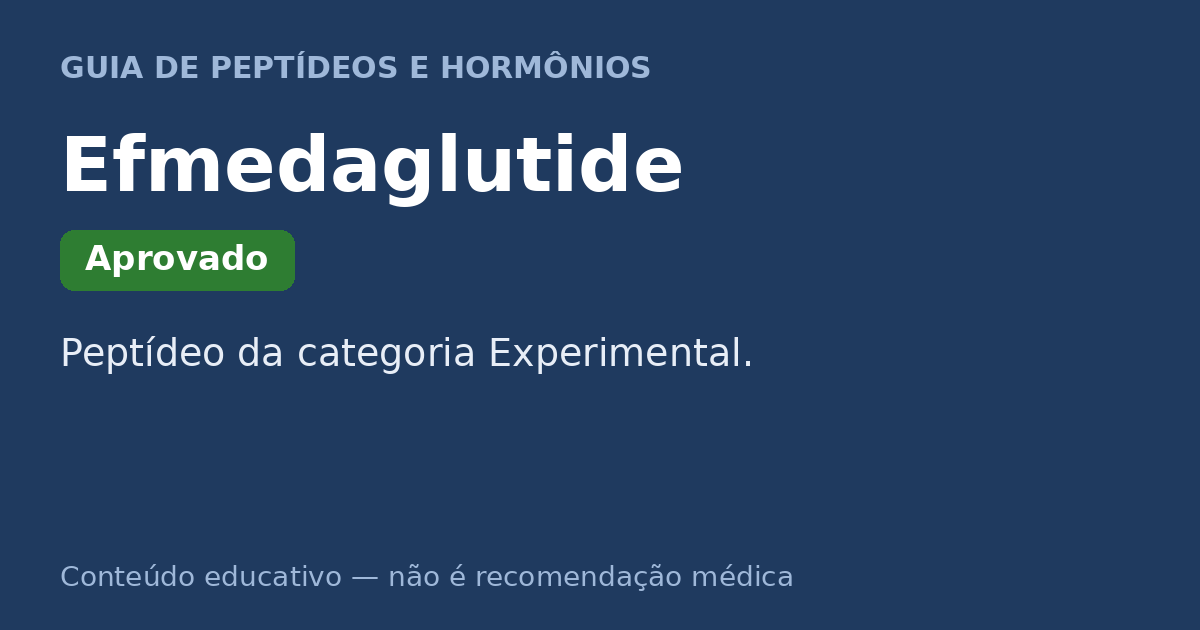 GUIA DE PEPTÍDEOS E HORMÔNIOS
Efmedaglutide
Aprovado
Peptídeo da categoria Experimental.
Conteúdo educativo — não é recomendação médica